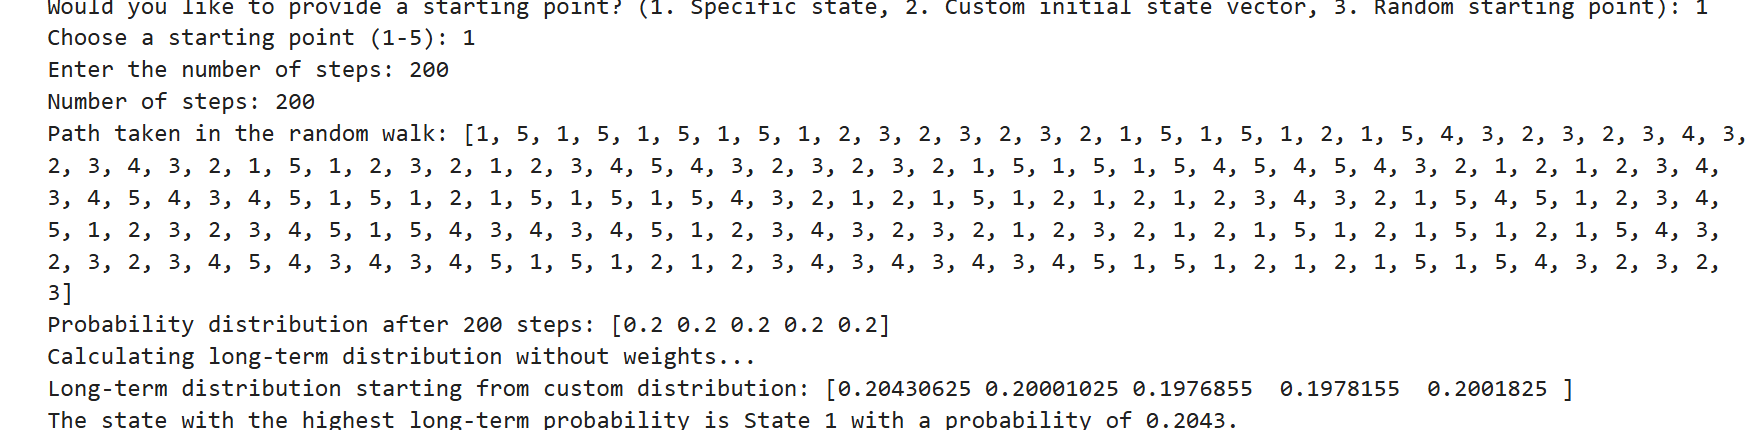 Would you like to provide a starting point? (1. Specific state, 2. Custom initial state vector, 3. Random starting point): 1
Choose a starting point (1-5): 1
Enter the number of steps: 200
Number of steps: 200
Path taken in the random walk: [1, 5, 1, 5, 1, 5, 1, 5, 1, 2, 3, 2, 3, 2, 3, 2, 1, 5, 1, 5, 1, 2, 1, 5, 4, 3, 2, 3, 2, 3, 4, 3,
2, 3, 4, 3, 2, 1, 5, 1, 2, 3, 2, 1, 2, 3, 4, 5, 4, 3, 2, 3, 2, 3, 2, 1, 5, 1, 5, 1, 5, 4, 5, 4, 5, 4, 3, 2, 1, 2, 1, 2, 3, 4,
3, 4, 5, 4, 3, 4, 5, 1, 5, 1, 2, 1, 5, 1, 5, 1, 5, 4, 3, 2, 1, 2, 1, 5, 1, 2, 1, 2, 1, 2, 3, 4, 3, 2, 1, 5, 4, 5, 1, 2, 3, 4,
5, 1, 2, 3, 2, 3, 4, 5, 1, 5, 4, 3, 4, 3, 4, 5, 1, 2, 3, 4, 3, 2, 3, 2, 1, 2, 3, 2, 1, 2, 1, 5, 1, 2, 1, 5, 1, 2, 1, 5, 4, 3,
2, 3, 2, 3, 4, 5, 4, 3, 4, 3, 4, 5, 1, 5, 1, 2, 1, 2, 3, 4, 3, 4, 3, 4, 3, 4, 5, 1, 5, 1, 2, 1, 2, 1, 5, 1, 5, 4, 3, 2, 3, 2,
3]
Probability distribution after 200 steps: [0.2 0.2 0.2 0.2 0.2]
Calculating long-term distribution without weights...
Long-term distribution starting from custom distribution: [0.20430625 0.20001025 0.1976855  0.1978155  0.2001825 ]
The state with the highest long-term probability is State 1 with a probability of 0.2043.